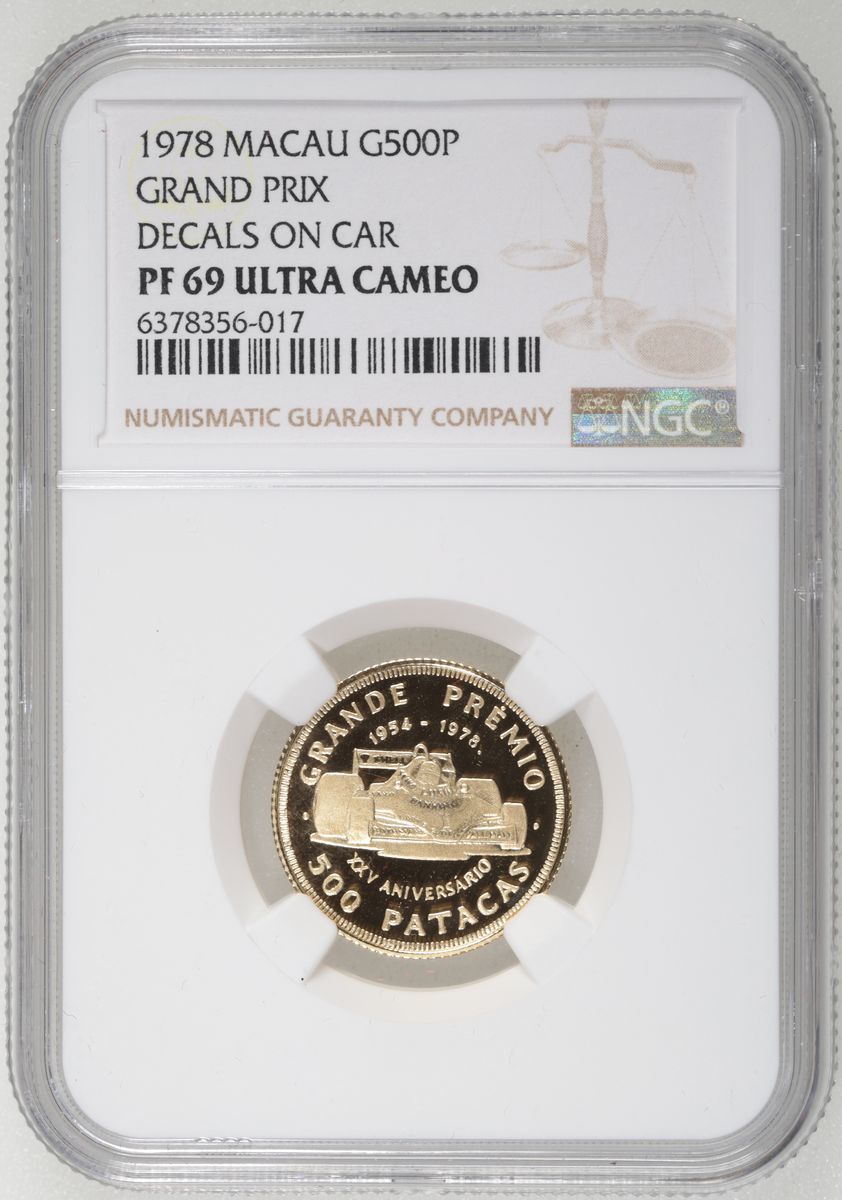 1978 MACAU G500P
GRAND PRIX
DECALS ON CAR
PF 69 ULTRA CAMEO
6378356-017
NUMISMATIC GUARANTY COMPANY
NGC®
GRANDE PRÉMIO
1954 - 1978
XXV ANIVERSÁRIO
500 PATACAS